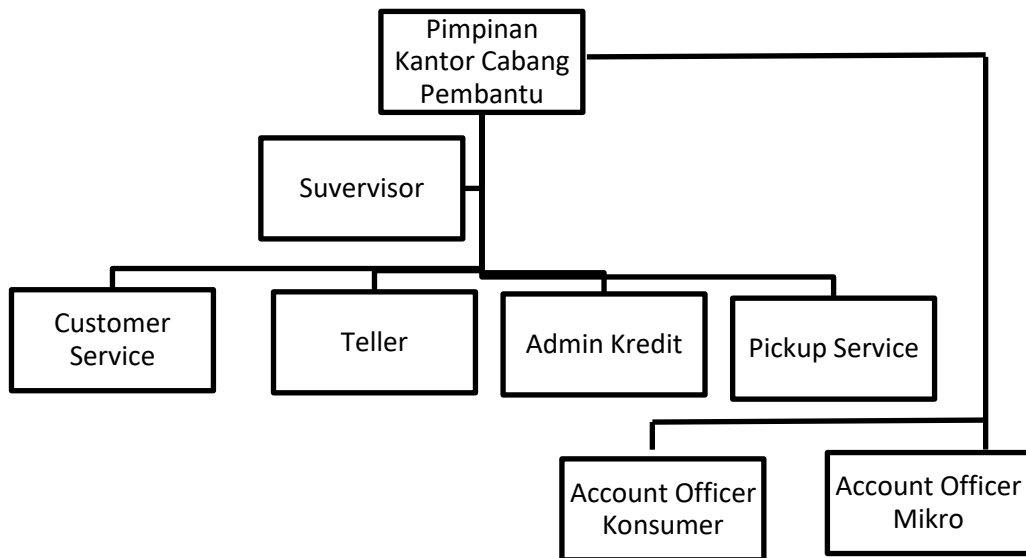 Pimpinan
Kantor Cabang
Pembantu
Suvervisor
Customer
Service
Teller
Admin Kredit
Pickup Service
Account Officer
Konsumer
Account Officer
Mikro